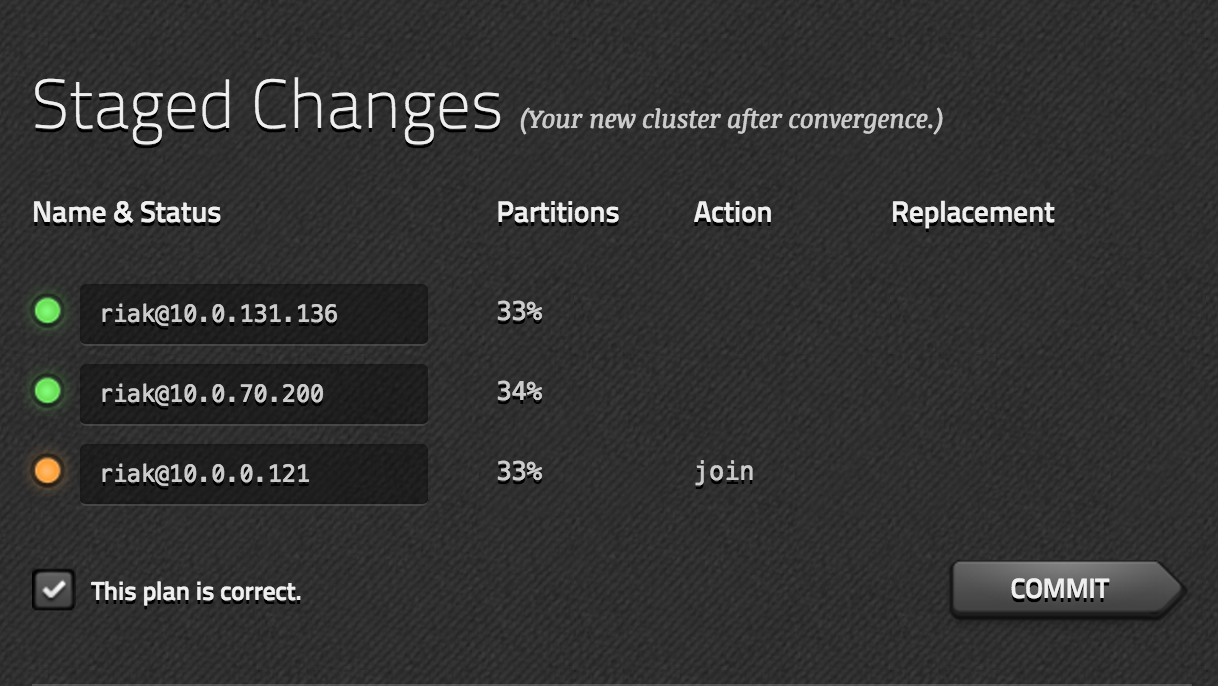 Staged Changes (Your new cluster after convergence.)
Name & Status Partitions Action Replacement
riak@10.0.131.136 33%
riak@10.0.70.200 34%
riak@10.0.0.121 33% join
This plan is correct. COMMIT